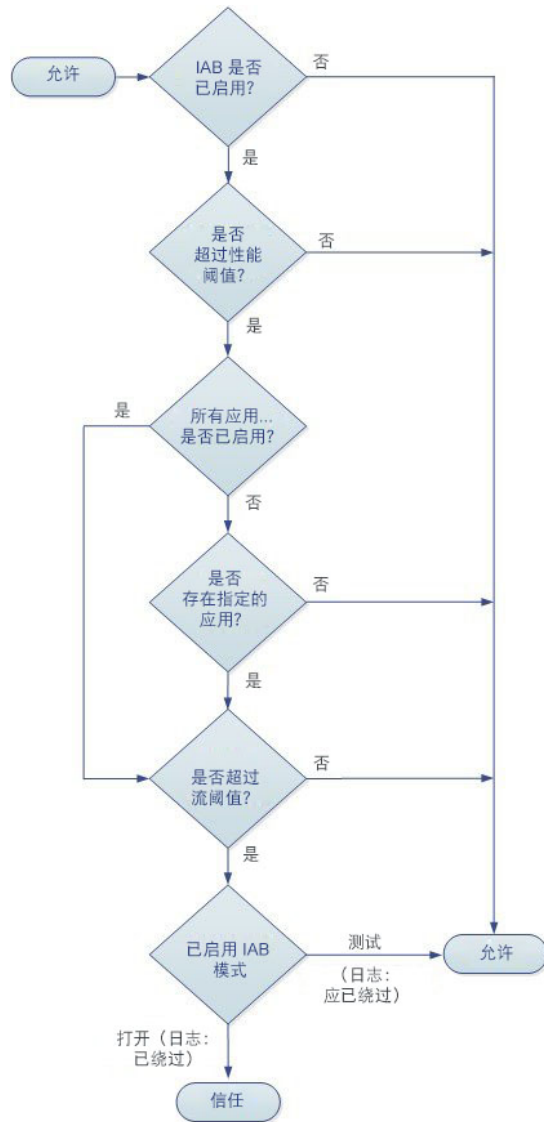 允许
IAB 是否
已启用?
否
是
是否
超过性能
阈值?
否
是
是
所有应用...
是否已启用?
否
是否
存在指定的
应用?
否
是
是否超过
流阈值?
否
是
已启用 IAB
模式
测试
(日志:
应已绕过)
允许
打开(日志:
已绕过)
信任